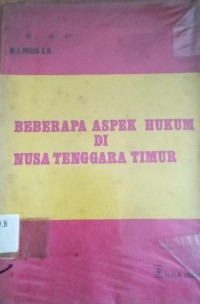 BEBERAPA ASPEK HUKUM
DI
NUSA TENGGARA TIMUR